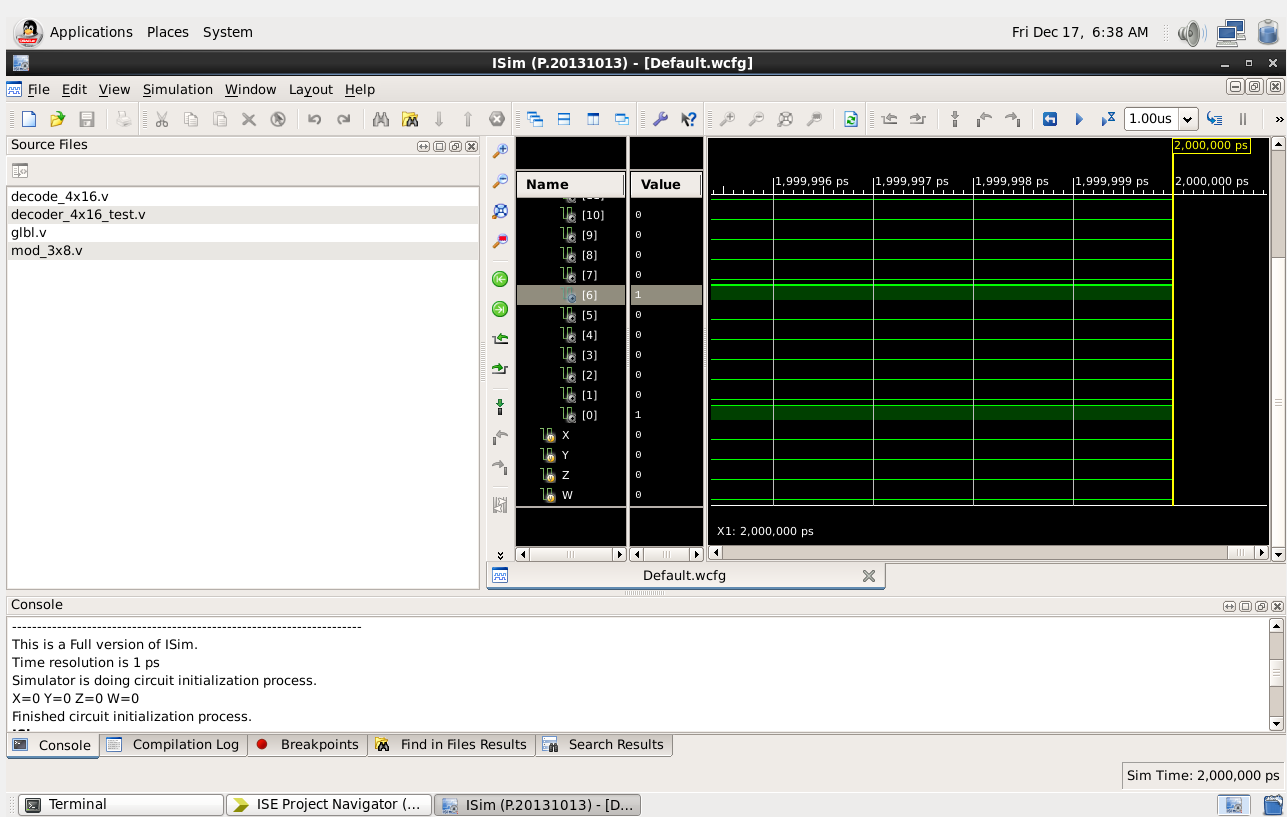 Applications Places System Fri Dec 17, 6:38 AM
ISim (P.20131013) - [Default.wcfg]
File Edit View Simulation Window Layout Help
1.00us
»
Source Files
decode_4x16.v
decoder_4x16_test.v
glbl.v
mod_3x8.v
Name Value
2,000,000 ps
1,999,996 ps 1,999,997 ps 1,999,998 ps 1,999,999 ps 2,000,000 ps
[10] 0
[9] 0
[8] 0
[7] 0
[6] 1
[5] 0
[4] 0
[3] 0
[2] 0
[1] 0
[0] 1
X 0
Y 0
Z 0
W 0
X1: 2,000,000 ps
Default.wcfg
Console
------------------------------------------------------------------------
This is a Full version of ISim.
Time resolution is 1 ps
Simulator is doing circuit initialization process.
X=0 Y=0 Z=0 W=0
Finished circuit initialization process.
Console Compilation Log Breakpoints Find in Files Results Search Results
Sim Time: 2,000,000 ps
Terminal ISE Project Navigator (... ISim (P.20131013) - [D...